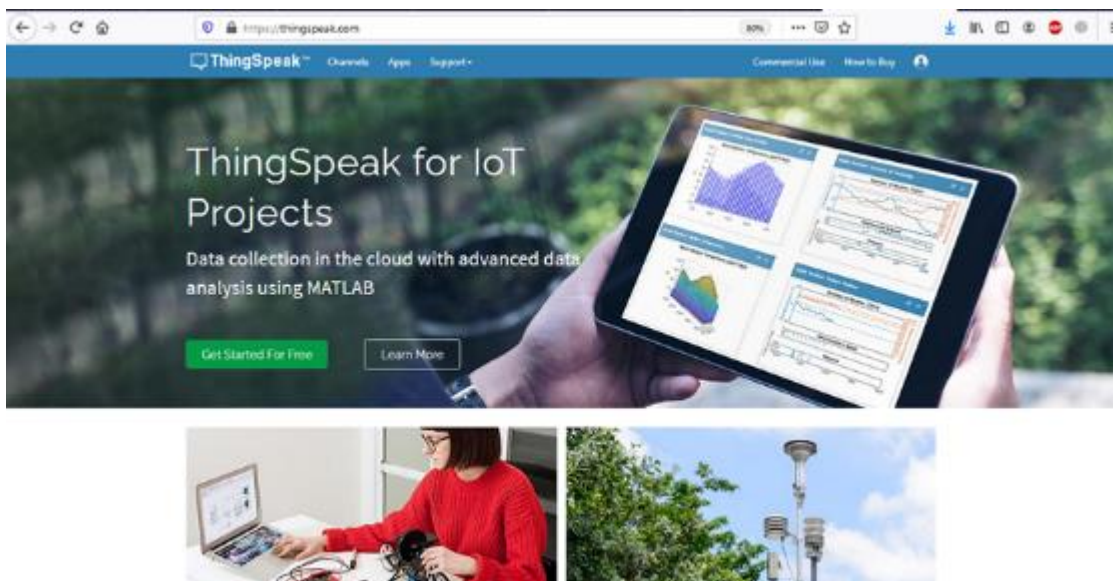 https://thingspeak.com
80%
ThingSpeak™ Channels Apps Support Commercial Use How to Buy
ThingSpeak for IoT
Projects
Data collection in the cloud with advanced data
analysis using MATLAB
Get Started For Free Learn More